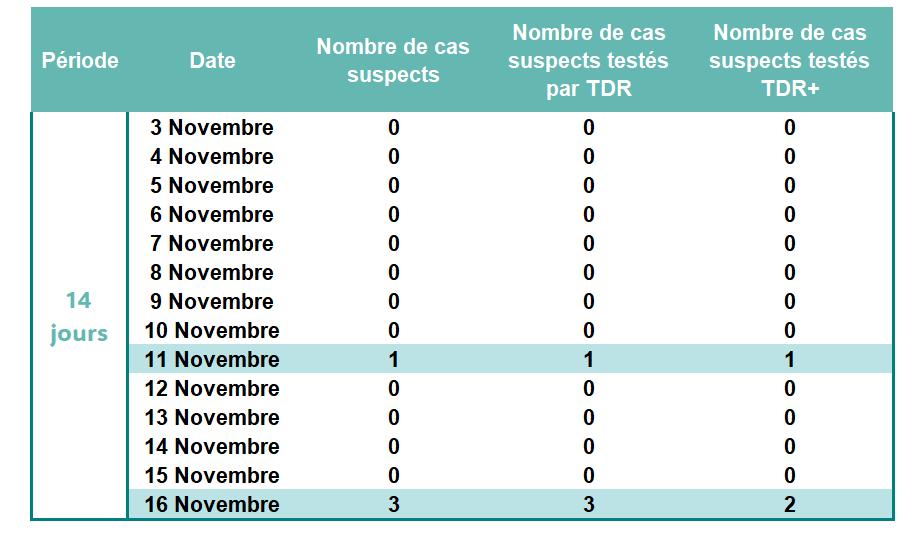 Période Date Nombre de cas suspects Nombre de cas suspects testés par TDR Nombre de cas suspects testés TDR+
14 jours
3 Novembre 0 0 0
4 Novembre 0 0 0
5 Novembre 0 0 0
6 Novembre 0 0 0
7 Novembre 0 0 0
8 Novembre 0 0 0
9 Novembre 0 0 0
10 Novembre 0 0 0
11 Novembre 1 1 1
12 Novembre 0 0 0
13 Novembre 0 0 0
14 Novembre 0 0 0
15 Novembre 0 0 0
16 Novembre 3 3 2